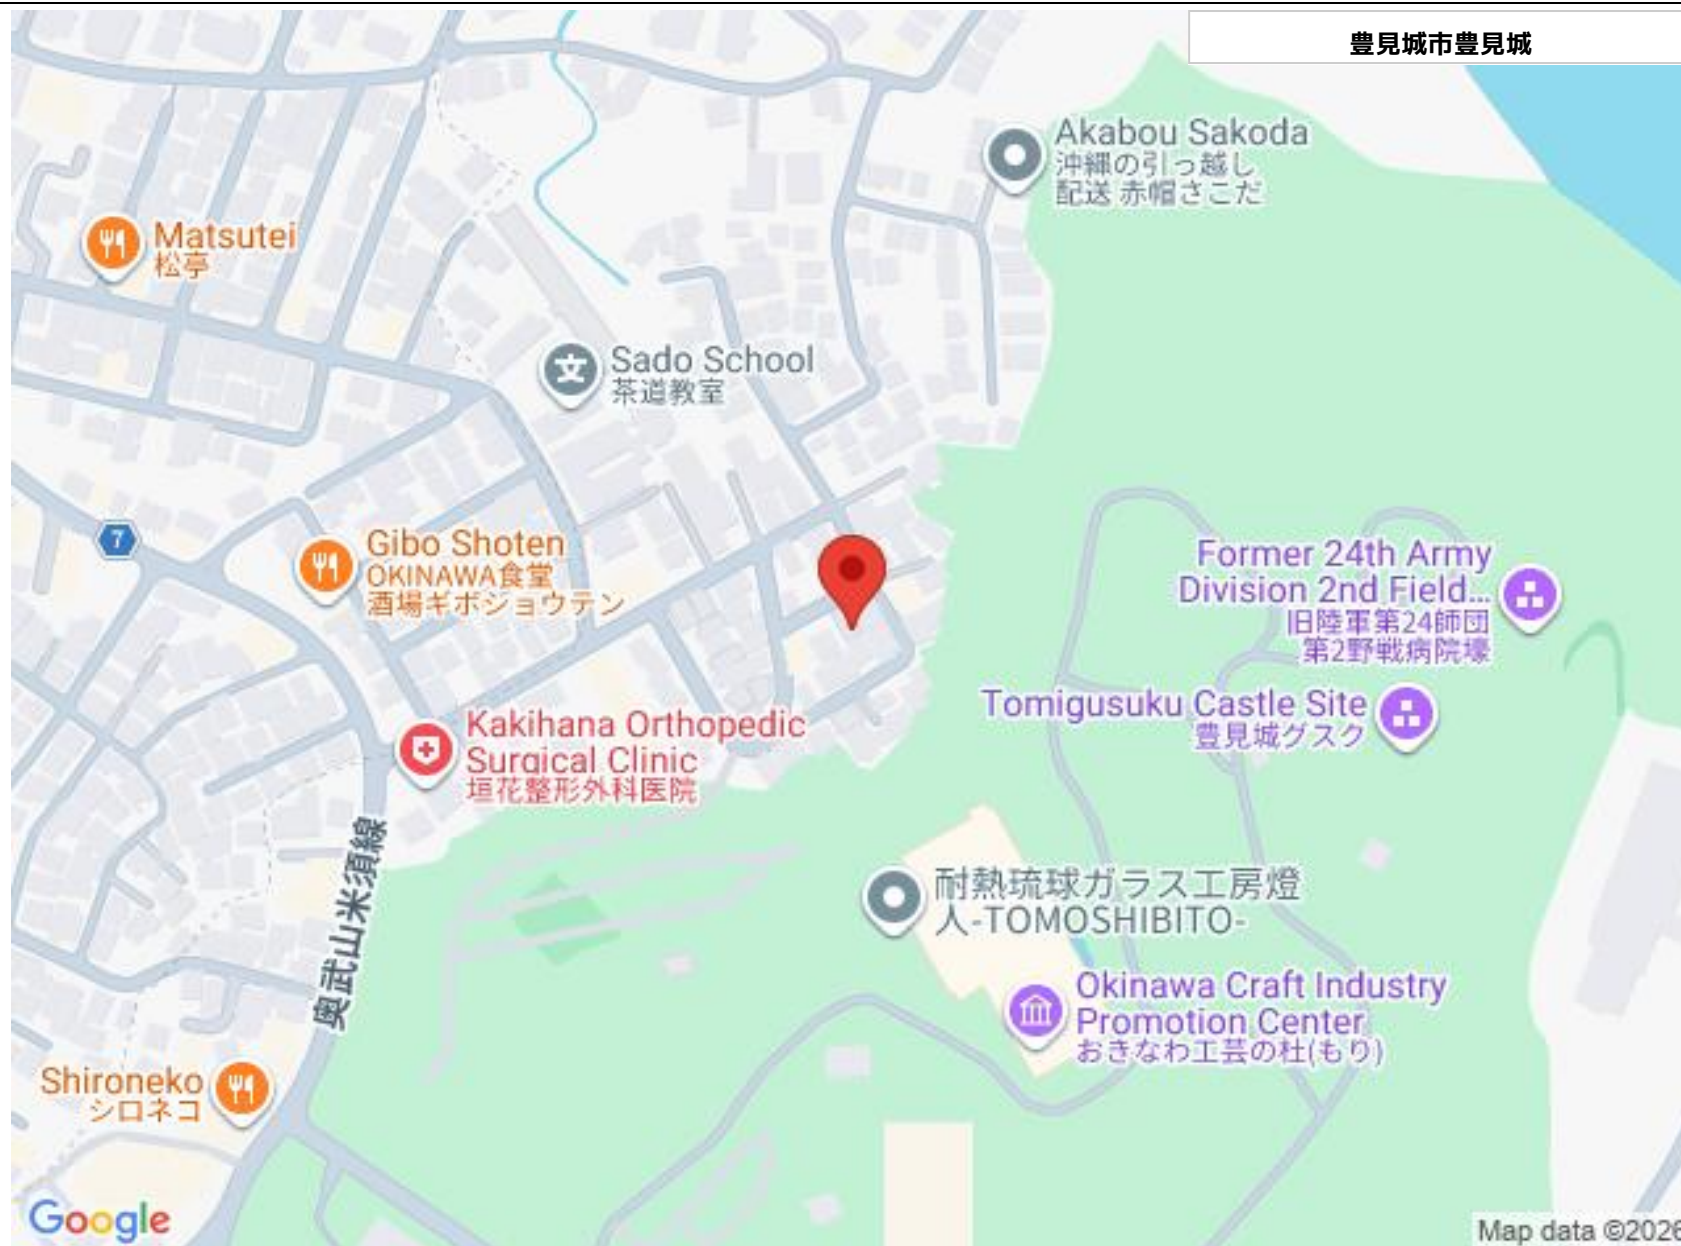 豊見城市豊見城
Akabou Sakoda
沖縄の引っ越し
配送 赤帽さこだ
Matsutei
松亭
Sado School
茶道教室
7
Gibo Shoten
OKINAWA食堂
酒場ギボショウテン
Former 24th Army
Division 2nd Field...
旧陸軍第24師団
第2野戦病院壕
Tomigusuku Castle Site
豊見城グスク
Kakihana Orthopedic
Surgical Clinic
垣花整形外科医院
奥武山米須線
耐熱琉球ガラス工房燈
人-TOMOSHIBITO-
Okinawa Craft Industry
Promotion Center
おきなわ工芸の杜(もり)
Shironeko
シロネコ
Google
Map data ©2026